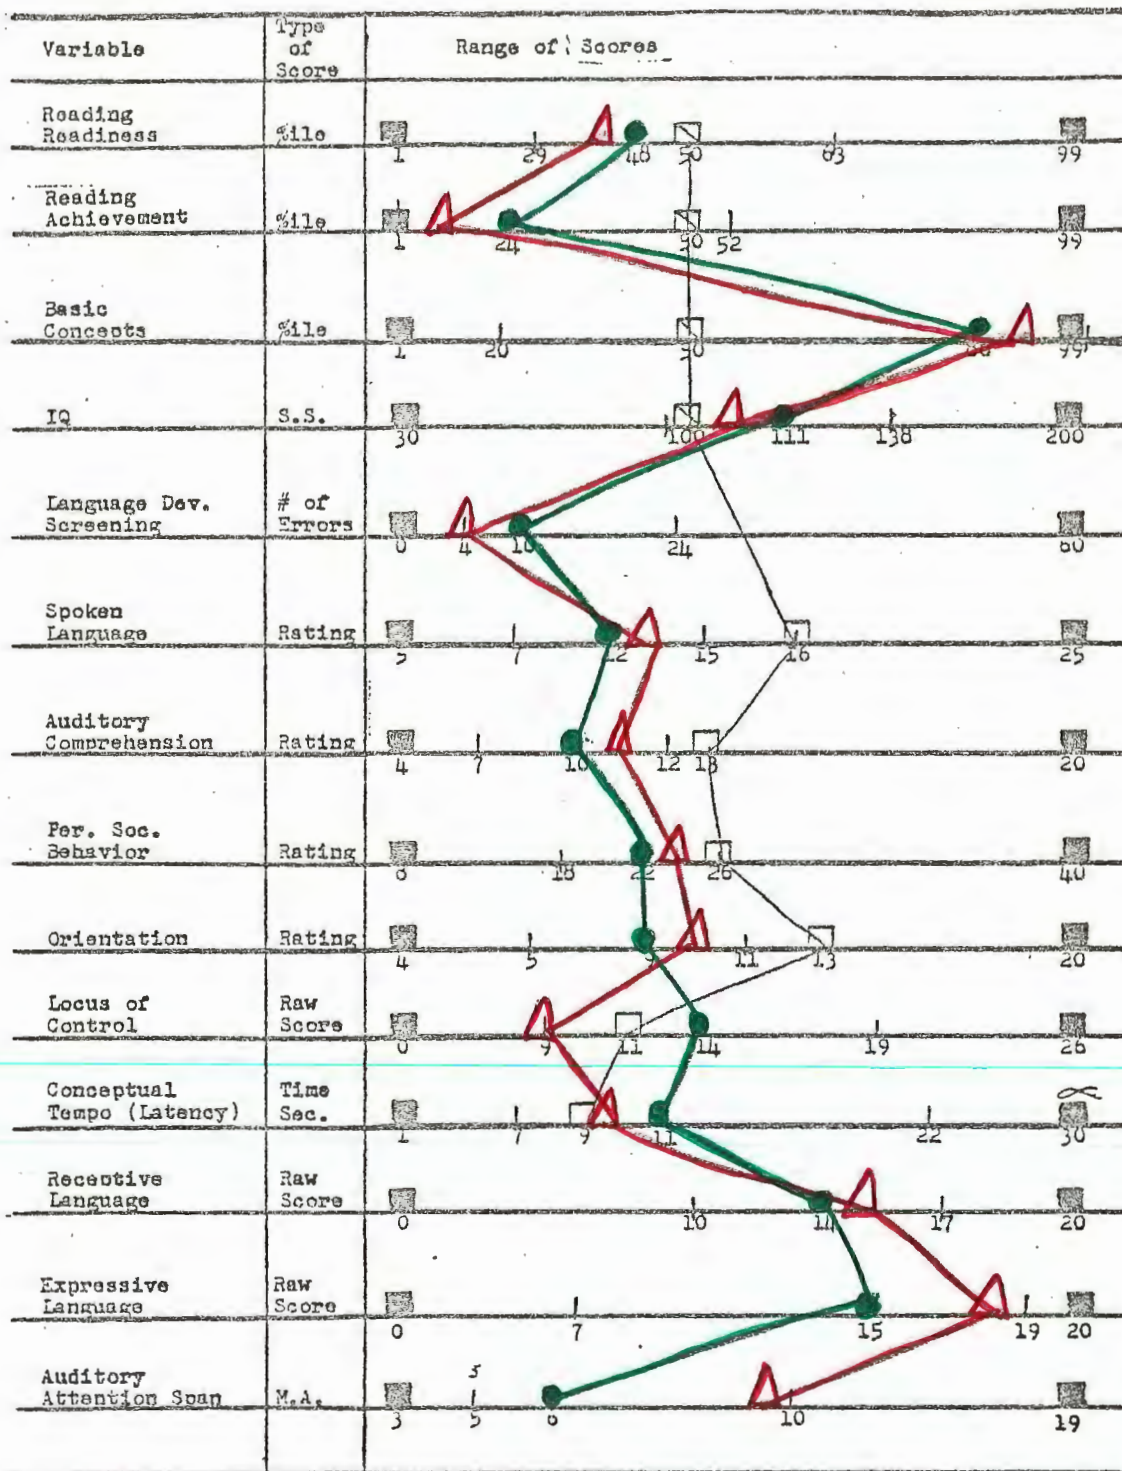 Variable Type of Score Range of Scores
Reading Readiness %ile 1 29 48 50 63 99
Reading Achievement %ile 1 24 50 52 99
Basic Concepts %ile 1 20 50 99
IQ S.S. 30 100 111 138 200
Language Dev. Screening # of Errors 0 4 10 24 60
Spoken Language Rating 5 7 12 15 16 25
Auditory Comprehension Rating 4 7 10 12 13 20
Per. Soc. Behavior Rating 8 18 22 26 40
Orientation Rating 4 5 9 11 13 20
Locus of Control Raw Score 0 9 11 14 19 26
Conceptual Tempo (Latency) Time Sec. 1 7 9 11 22 30
Receptive Language Raw Score 0 10 14 17 20
Expressive Language Raw Score 0 7 15 19 20
Auditory Attention Span M.A. 3 5 5 6 10 19